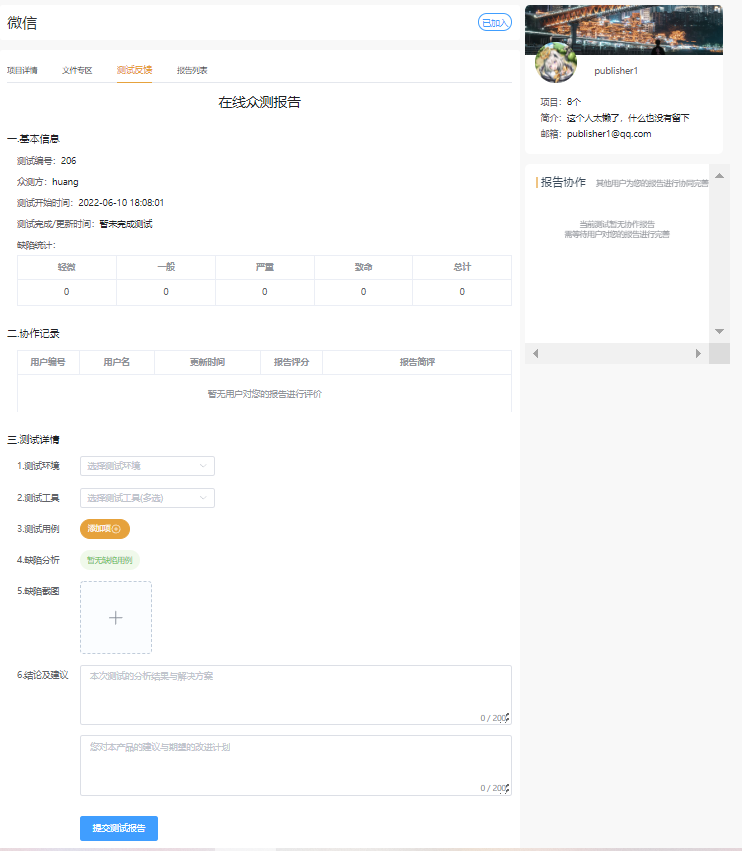 微信
已加入
项目详情 文件专区 测试反馈 报告列表
在线众测报告
一.基本信息
测试编号：206
众测方：huang
测试开始时间：2022-06-10 18:08:01
测试完成/更新时间：暂未完成测试
缺陷统计：
轻微 一般 严重 致命 总计
0 0 0 0 0
二.协作记录
用户编号 用户名 更新时间 报告评分 报告简评
暂无用户对您的报告进行评价
三.测试详情
1.测试环境 选择测试环境
2.测试工具 选择测试工具(多选)
3.测试用例 添加项
4.缺陷分析 暂无缺陷用例
5.缺陷截图
6.结论及建议 本次测试的分析结果与解决方案
0 / 200
您对本产品的建议与期望的改进计划
0 / 200
提交测试报告
publisher1
项目：8个
简介：这个人太懒了，什么也没有留下
邮箱：publisher1@qq.com
报告协作 其他用户为您的报告进行协同完善
当前测试暂无协作报告
需等待用户对您的报告进行完善